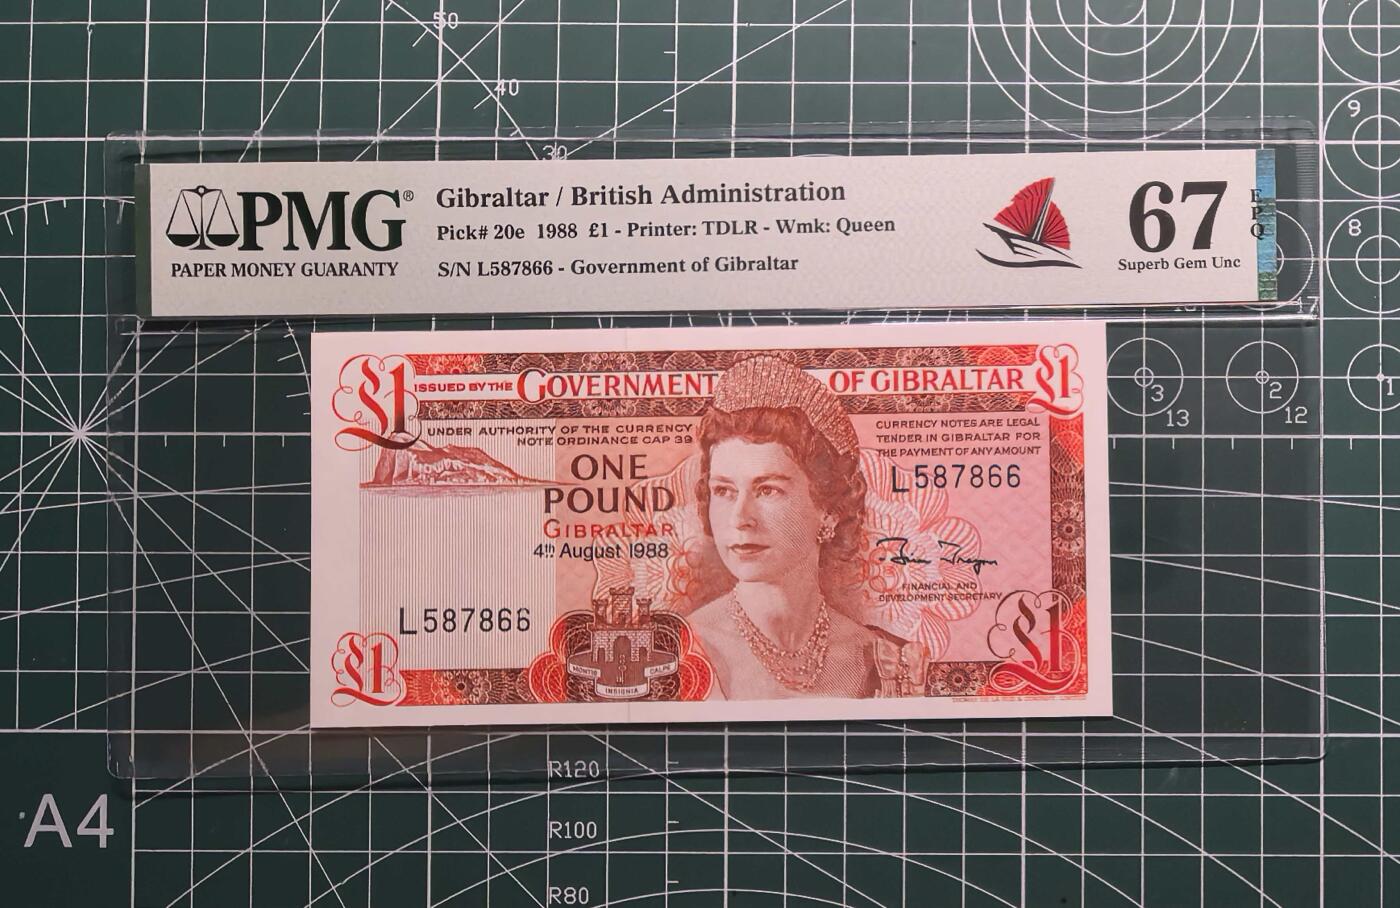 50
40
30
PMG®
PAPER MONEY GUARANTY
Gibraltar / British Administration
Pick# 20e 1988 £1 - Printer: TDLR - Wmk: Queen
S/N L587866 - Government of Gibraltar
67
EPQ
Superb Gem Unc
9
8
17
3
2
1
13
12
£1
ISSUED BY THE GOVERNMENT OF GIBRALTAR
£1
UNDER AUTHORITY OF THE CURRENCY
NOTE ORDINANCE CAP 39
CURRENCY NOTES ARE LEGAL
TENDER IN GIBRALTAR FOR
THE PAYMENT OF ANY AMOUNT
L587866
ONE
POUND
GIBRALTAR
4th August 1988
FINANCIAL AND
DEVELOPMENT SECRETARY
L587866
MONTIS CALPE
INSIGNIA
£1
£1
R120
A4
R100
R80